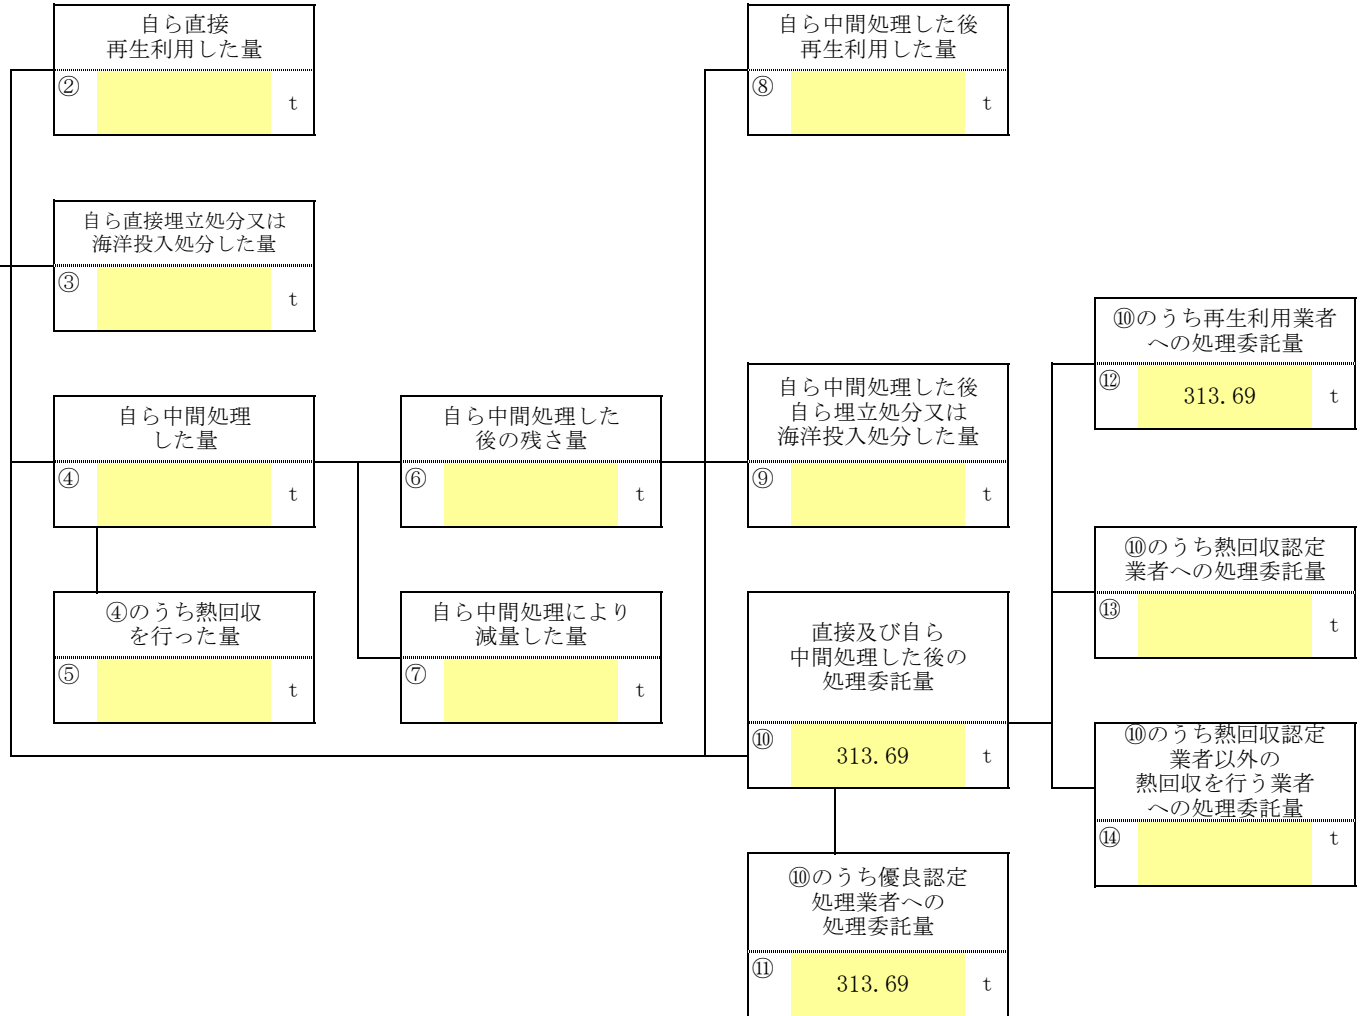 自ら直接
再生利用した量
② t
自ら中間処理した後
再生利用した量
⑧ t
自ら直接埋立処分又は
海洋投入処分した量
③ t
⑩のうち再生利用業者
への処理委託量
⑫ 313.69 t
自ら中間処理
した量
④ t
自ら中間処理した
後の残さ量
⑥ t
自ら中間処理した後
自ら埋立処分又は
海洋投入処分した量
⑨ t
⑩のうち熱回収認定
業者への処理委託量
⑬ t
④のうち熱回収
を行った量
⑤ t
自ら中間処理により
減量した量
⑦ t
直接及び自ら
中間処理した後の
処理委託量
⑩ 313.69 t
⑩のうち熱回収認定
業者以外の
熱回収を行う業者
への処理委託量
⑭ t
⑩のうち優良認定
処理業者への
処理委託量
⑪ 313.69 t